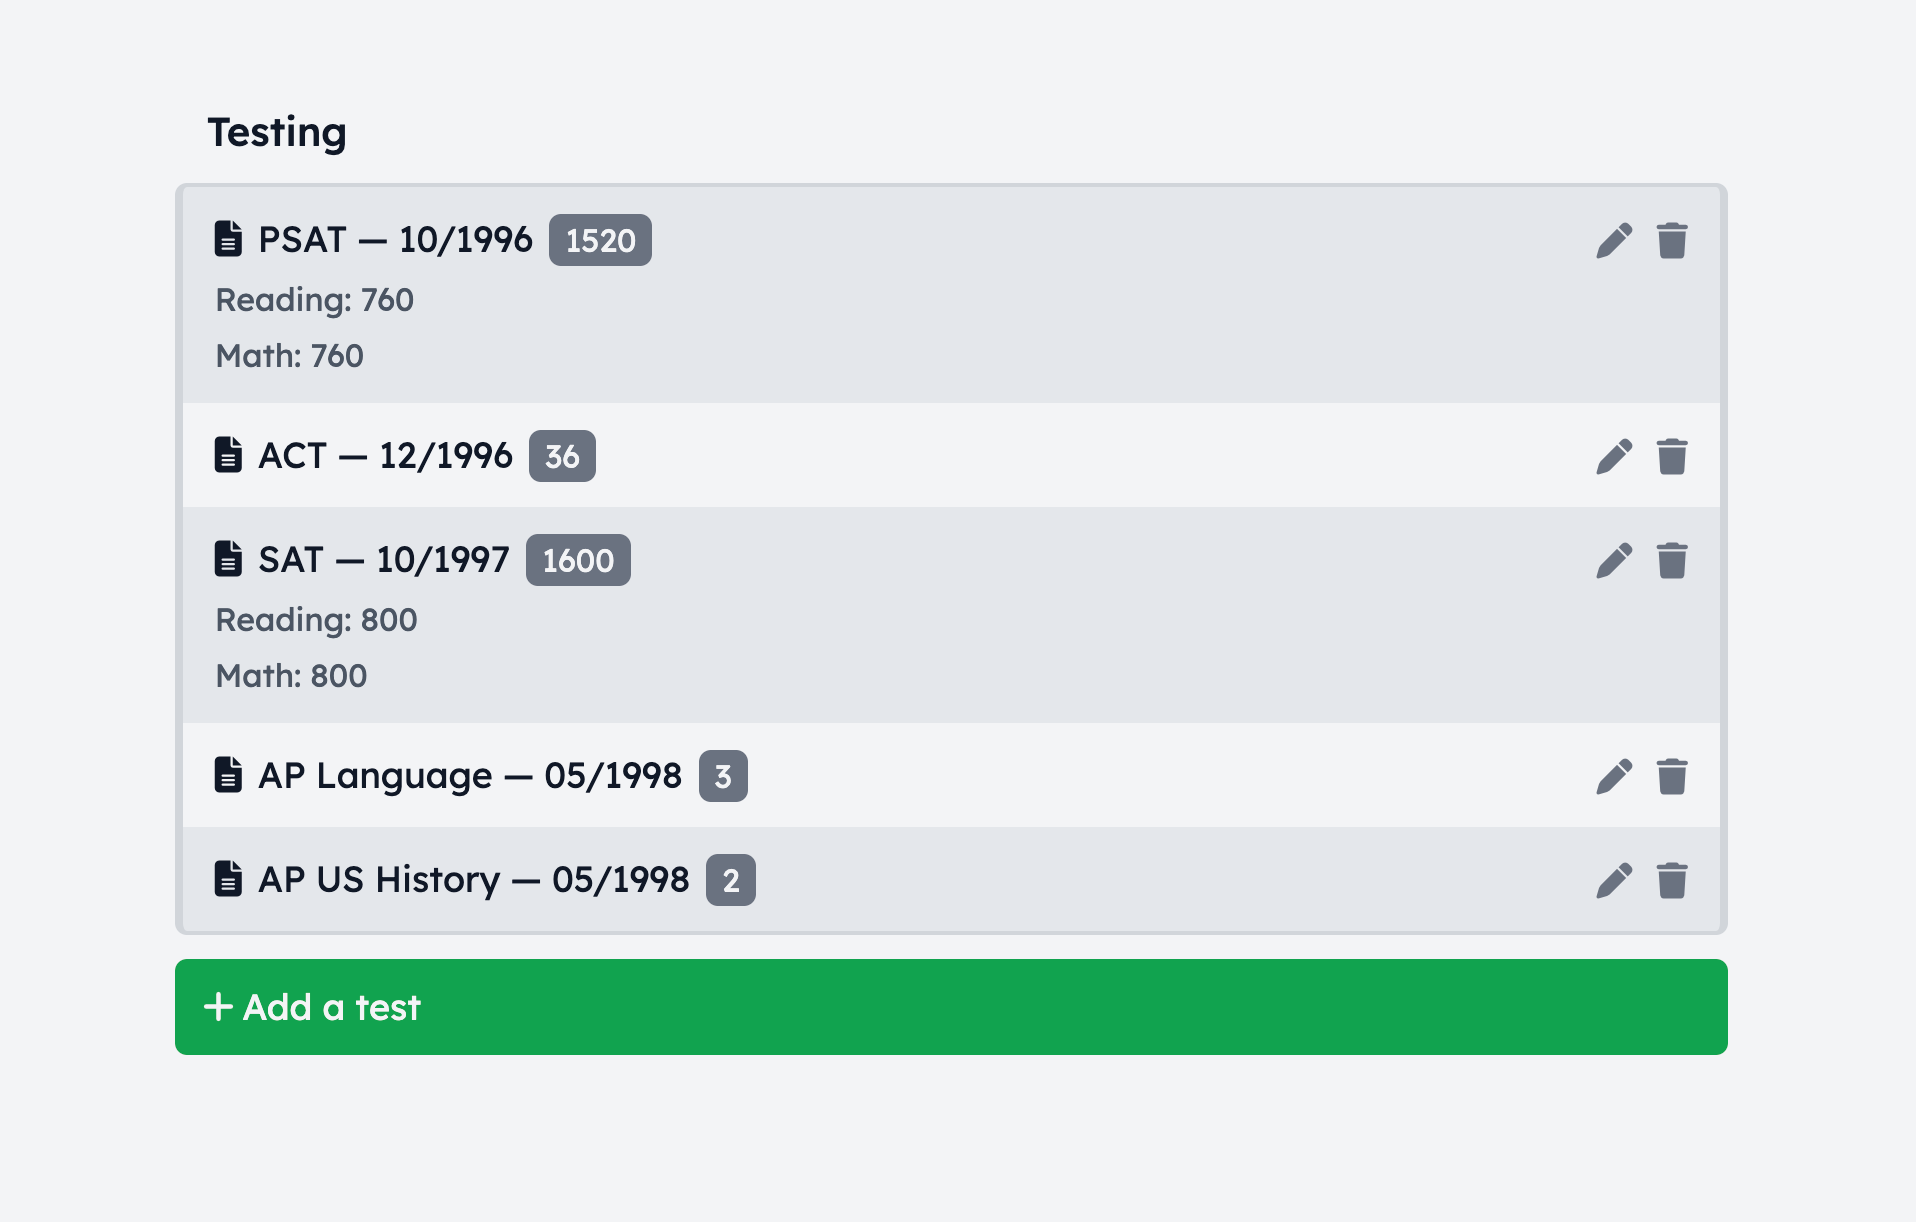 Testing
PSAT — 10/1996 1520
Reading: 760
Math: 760
ACT — 12/1996 36
SAT — 10/1997 1600
Reading: 800
Math: 800
AP Language — 05/1998 3
AP US History — 05/1998 2
+ Add a test